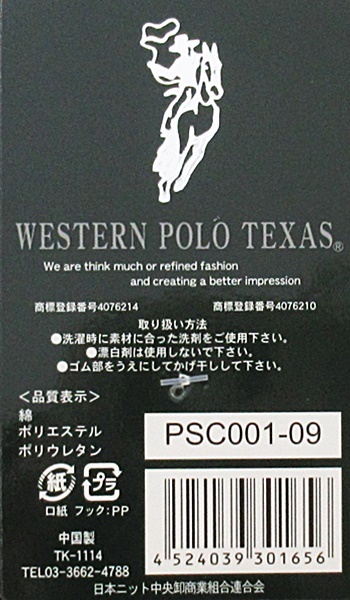 WESTERN POLO TEXAS®
We are think much or refined fashion
and creating a better impression
商標登録番号4076214 商標登録番号4076210
取り扱い方法
●洗濯時に素材に合った洗剤をご使用下さい。
●漂白剤は使用しないで下さい。
●ゴム部をうえにしてかげ干しして下さい。
<品質表示>
綿
ポリエステル
ポリウレタン
PSC001-09
紙 プラ
口紙 フック:PP
中国製
TK-1114
TEL03-3662-4788
4 524039 301656
日本ニット中央卸商業組合連合会